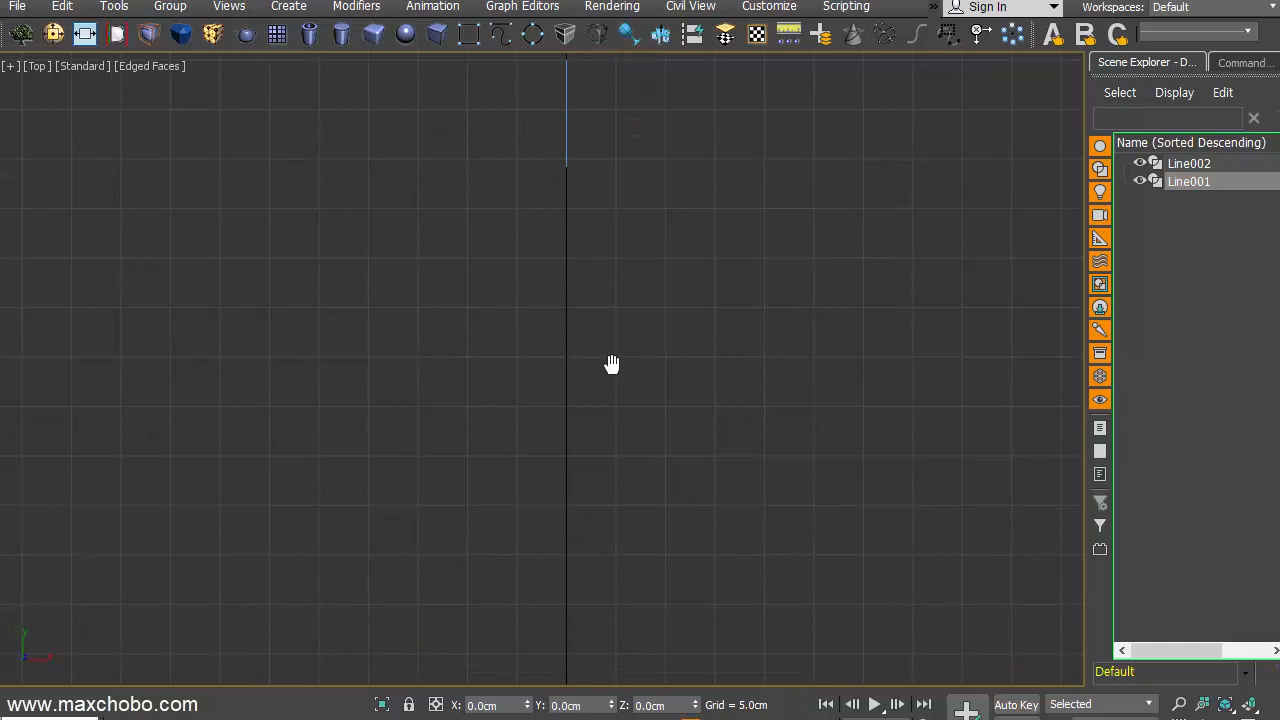 File Edit Tools Group Views Create Modifiers Animation Graph Editors Rendering Civil View Customize Scripting » Sign In Workspaces: Default
A B C
[+] [Top] [Standard] [Edged Faces] Scene Explorer - D... Command...
Select Display Edit
Name (Sorted Descending)
Line002
Line001
y
Default
www.maxchobo.com X: 0.0cm Y: 0.0cm Z: 0.0cm Grid = 5.0cm Auto Key Selected